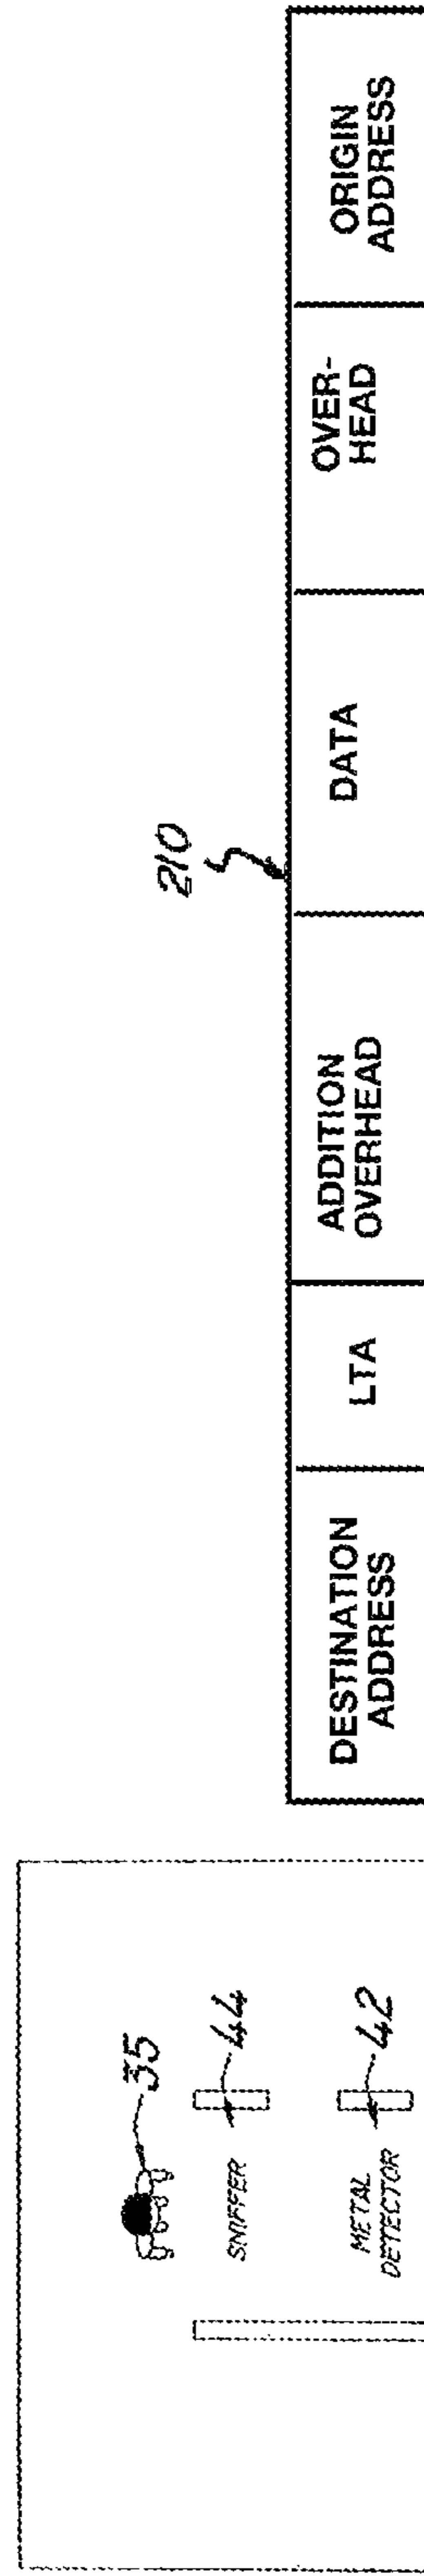 210
DESTINATION
ADDRESS
LTA
ADDITION
OVERHEAD
DATA
OVER-
HEAD
ORIGIN
ADDRESS
35
SNIFFER
44
METAL
DETECTOR
42